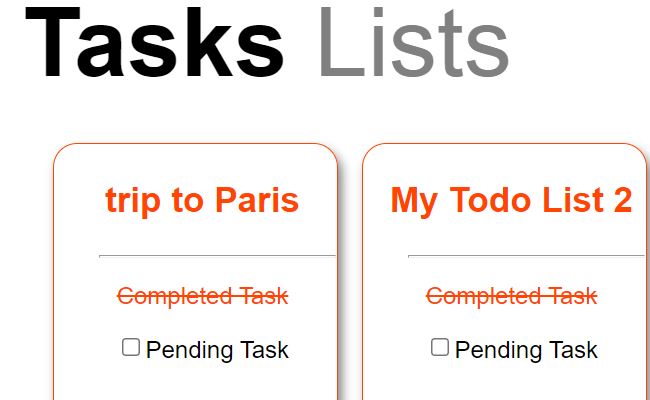 Tasks Lists
trip to Paris
Completed Task
Pending Task
My Todo List 2
Completed Task
Pending Task